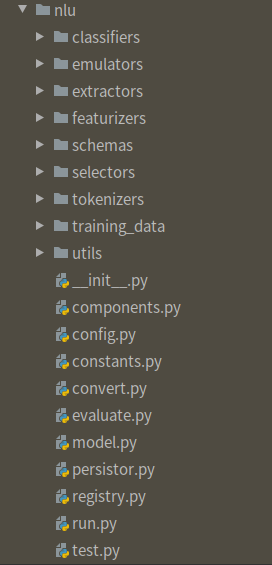 nlu
classifiers
emulators
extractors
featurizers
schemas
selectors
tokenizers
training_data
utils
__init__.py
components.py
config.py
constants.py
convert.py
evaluate.py
model.py
persistor.py
registry.py
run.py
test.py